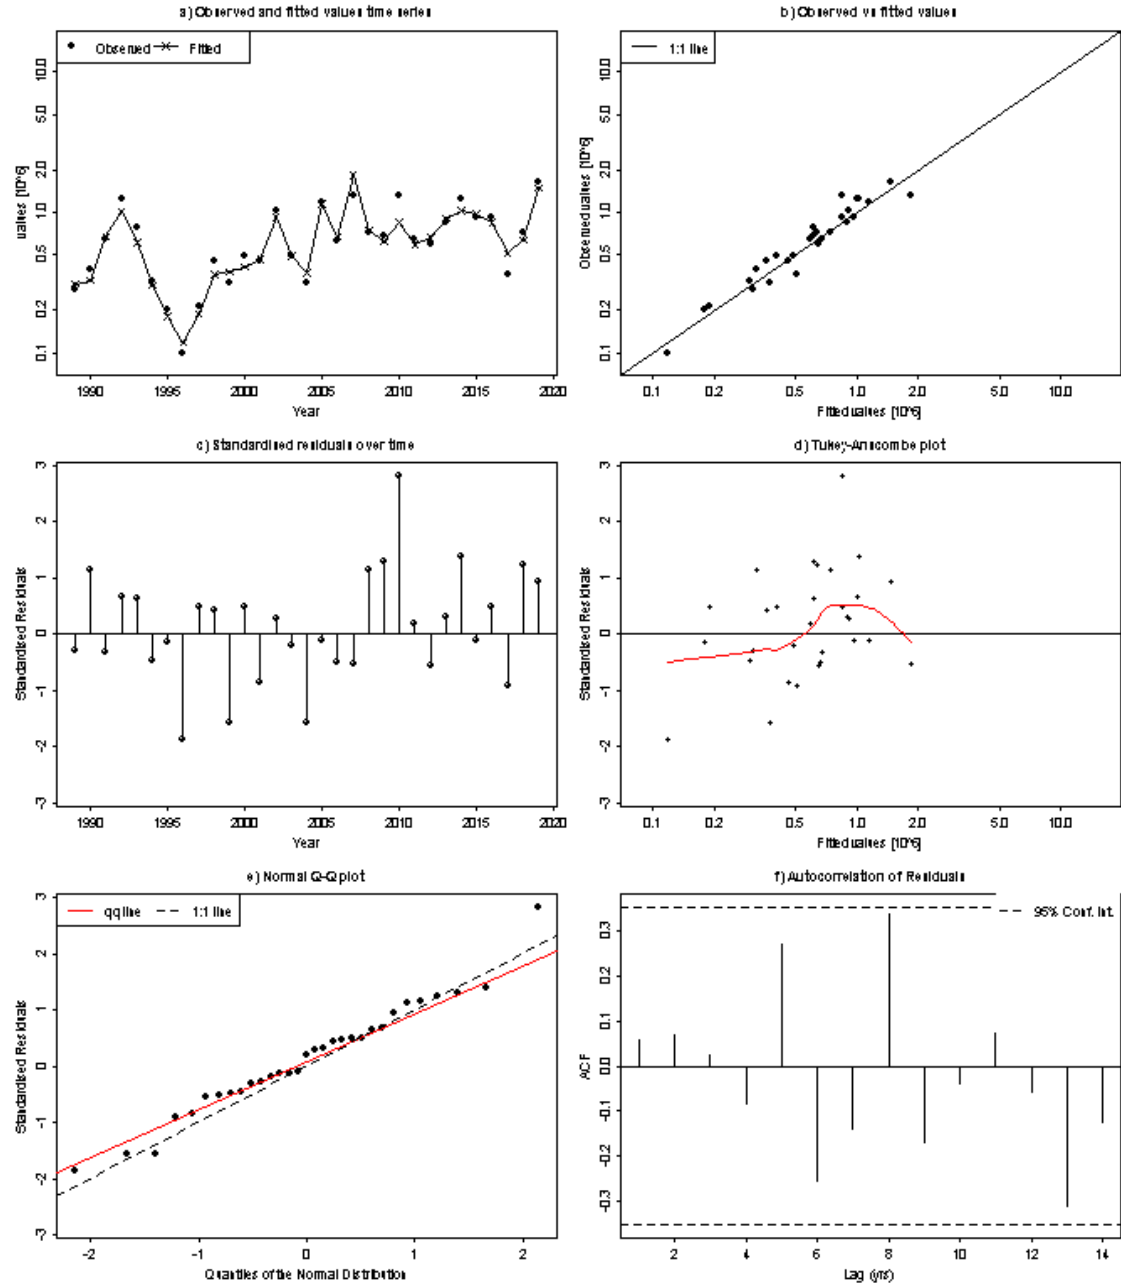 a) Observed and fitted values time series
Observed Fitted
values [10^6]
10.0
5.0
2.0
1.0
0.5
0.2
0.1
1990 1995 2000 2005 2010 2015 2020
Year
b) Observed vs fitted values
1:1 line
Observed values [10^6]
10.0
5.0
2.0
1.0
0.5
0.2
0.1
0.1 0.2 0.5 1.0 2.0 5.0 10.0
Fitted values [10^6]
c) Standardised residuals over time
Standardised Residuals
3
2
1
0
-1
-2
-3
1990 1995 2000 2005 2010 2015 2020
Year
d) Tukey-Anscombe plot
Standardised Residuals
3
2
1
0
-1
-2
-3
0.1 0.2 0.5 1.0 2.0 5.0 10.0
Fitted values [10^6]
e) Normal Q-Q plot
qqline 1:1 line
Standardised Residuals
3
2
1
0
-1
-2
-3
-2 -1 0 1 2
Quantiles of the Normal Distribution
f) Autocorrelation of Residuals
95% Conf. Int.
ACF
0.3
0.2
0.1
0.0
-0.1
-0.2
-0.3
2 4 6 8 10 12 14
Lag (yrs)